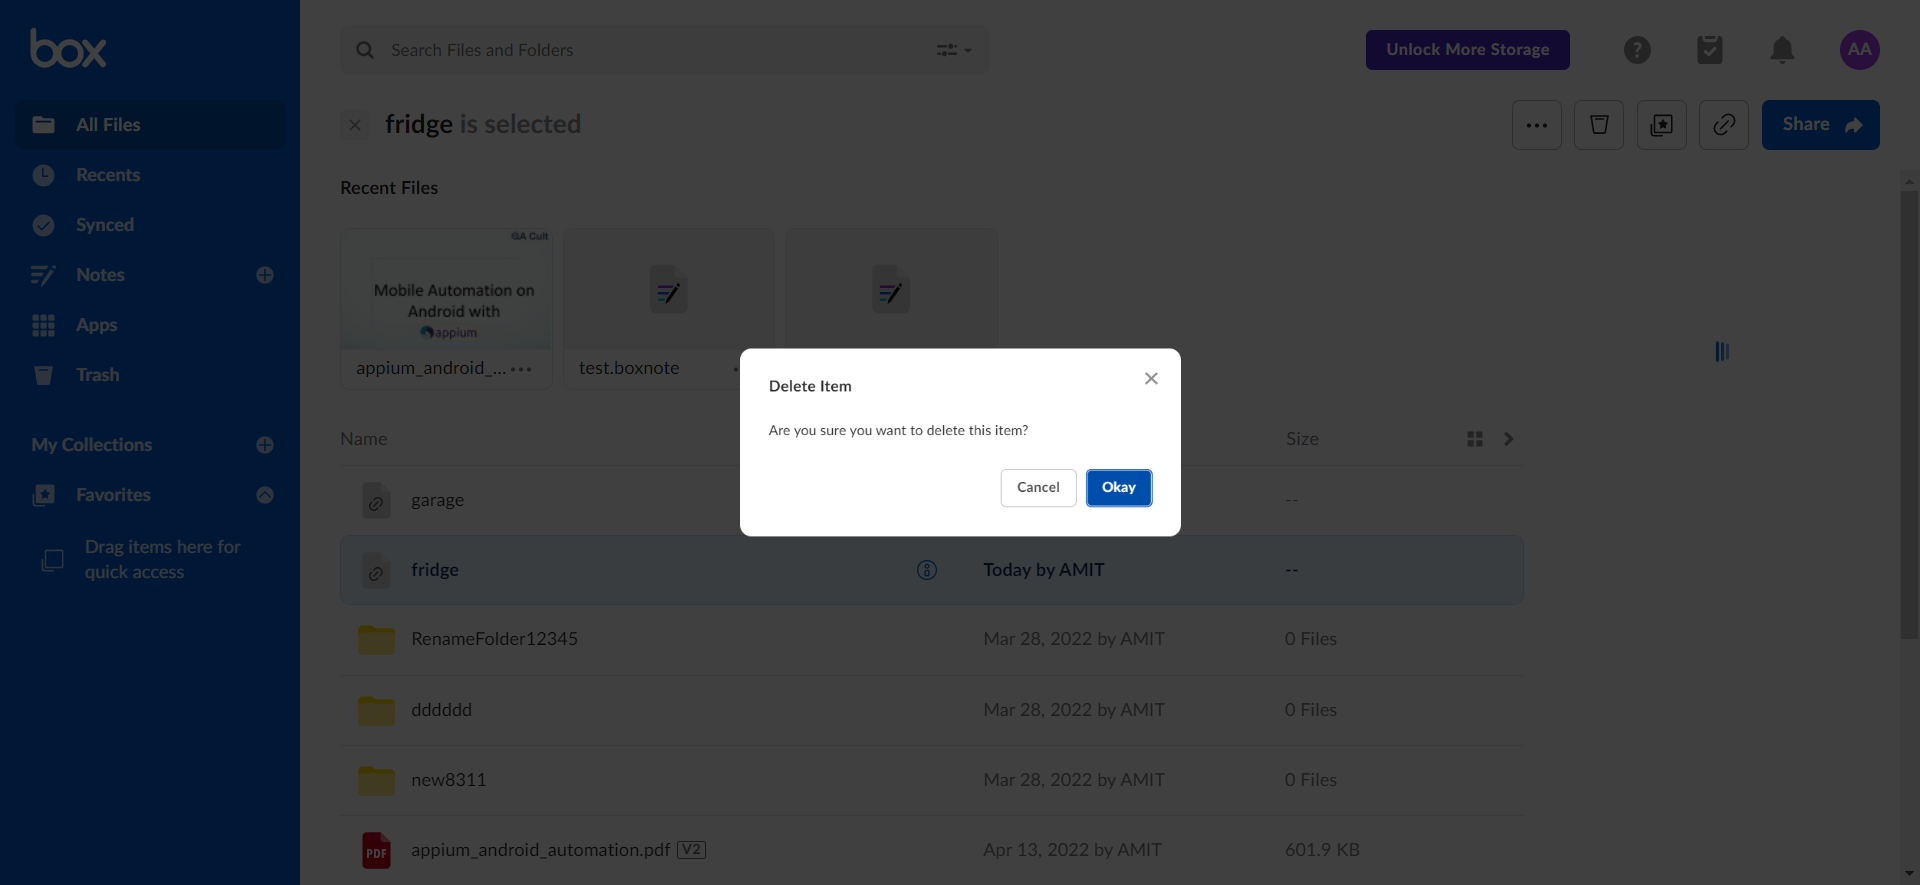 box
Search Files and Folders
Unlock More Storage
AA
All Files
Recents
Synced
Notes
Apps
Trash
My Collections
Favorites
Drag items here for
quick access
fridge is selected
Share
Recent Files
QA Cult
Mobile Automation on
Android with
appium
appium_android_...
test.boxnote
Delete Item
Are you sure you want to delete this item?
Cancel
Okay
Name
Size
garage
--
fridge
Today by AMIT
--
RenameFolder12345
Mar 28, 2022 by AMIT
0 Files
dddddd
Mar 28, 2022 by AMIT
0 Files
new8311
Mar 28, 2022 by AMIT
0 Files
PDF
appium_android_automation.pdf
V2
Apr 13, 2022 by AMIT
601.9 KB